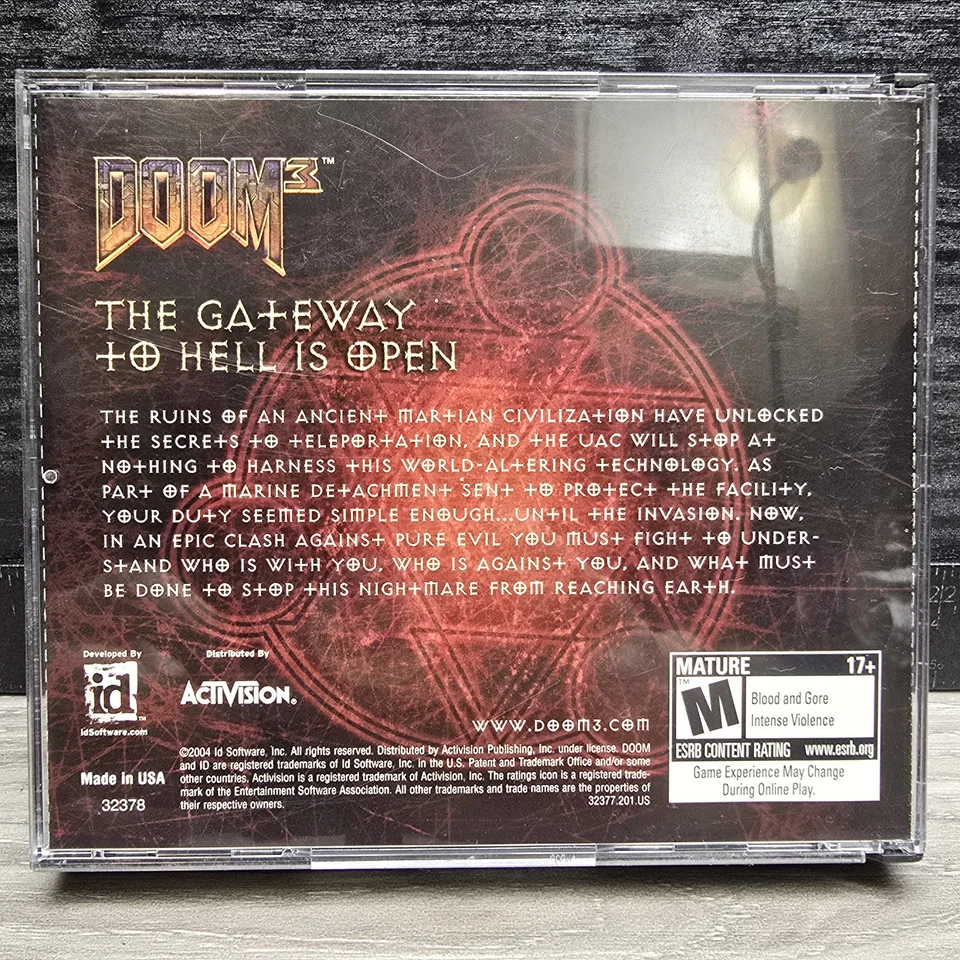 DOOM 3™
THE GATEWAY
TO HELL IS OPEN
THE RUINS OF AN ANCIENT MARTIAN CIVILIZATION HAVE UNLOCKED
THE SECRETS TO TELEPORTATION, AND THE UAC WILL STOP AT
NOTHING TO HARNESS THIS WORLD-ALTERING TECHNOLOGY. AS
PART OF A MARINE DETACHMENT SENT TO PROTECT THE FACILITY,
YOUR DUTY SEEMED SIMPLE ENOUGH...UNTIL THE INVASION. NOW,
IN AN EPIC CLASH AGAINST PURE EVIL YOU MUST FIGHT TO UNDER-
STAND WHO IS WITH YOU, WHO IS AGAINST YOU, AND WHAT MUST
BE DONE TO STOP THIS NIGHTMARE FROM REACHING EARTH.
Developed By
id™
idSoftware.com
Distributed By
ACTIVISION®
WWW.DOOM3.COM
Made in USA
32378
©2004 Id Software, Inc. All rights reserved. Distributed by Activision Publishing, Inc. under license. DOOM
and ID are registered trademarks of Id Software, Inc. in the U.S. Patent and Trademark Office and/or some
other countries. Activision is a registered trademark of Activision, Inc. The ratings icon is a registered trade-
mark of the Entertainment Software Association. All other trademarks and trade names are the properties of
their respective owners.
32377.201.US
MATURE 17+
M™
Blood and Gore
Intense Violence
ESRB CONTENT RATING www.esrb.org
Game Experience May Change
During Online Play.